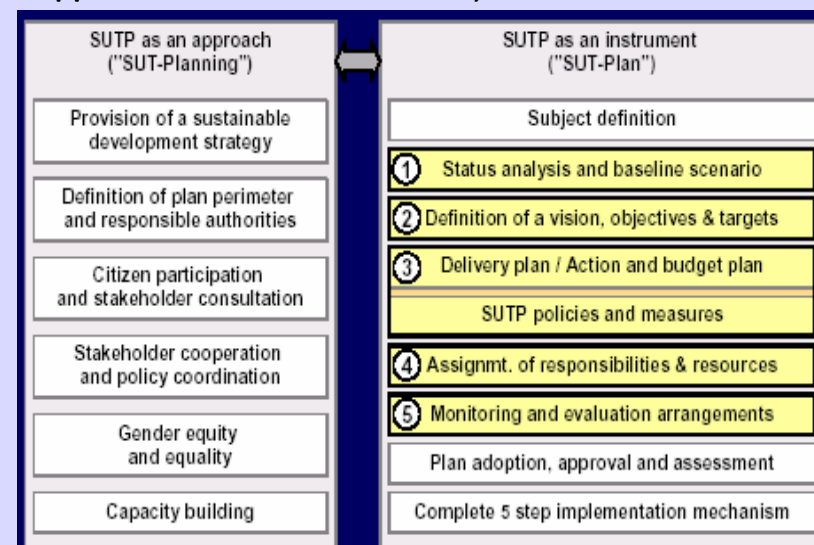 SUTP as an approach
("SUT-Planning")
Provision of a sustainable
development strategy
Definition of plan perimeter
and responsible authorities
Citizen participation
and stakeholder consultation
Stakeholder cooperation
and policy coordination
Gender equity
and equality
Capacity building
SUTP as an instrument
("SUT-Plan")
Subject definition
1 Status analysis and baseline scenario
2 Definition of a vision, objectives & targets
3 Delivery plan / Action and budget plan
SUTP policies and measures
4 Assignmt. of responsibilities & resources
5 Monitoring and evaluation arrangements
Plan adoption, approval and assessment
Complete 5 step implementation mechanism